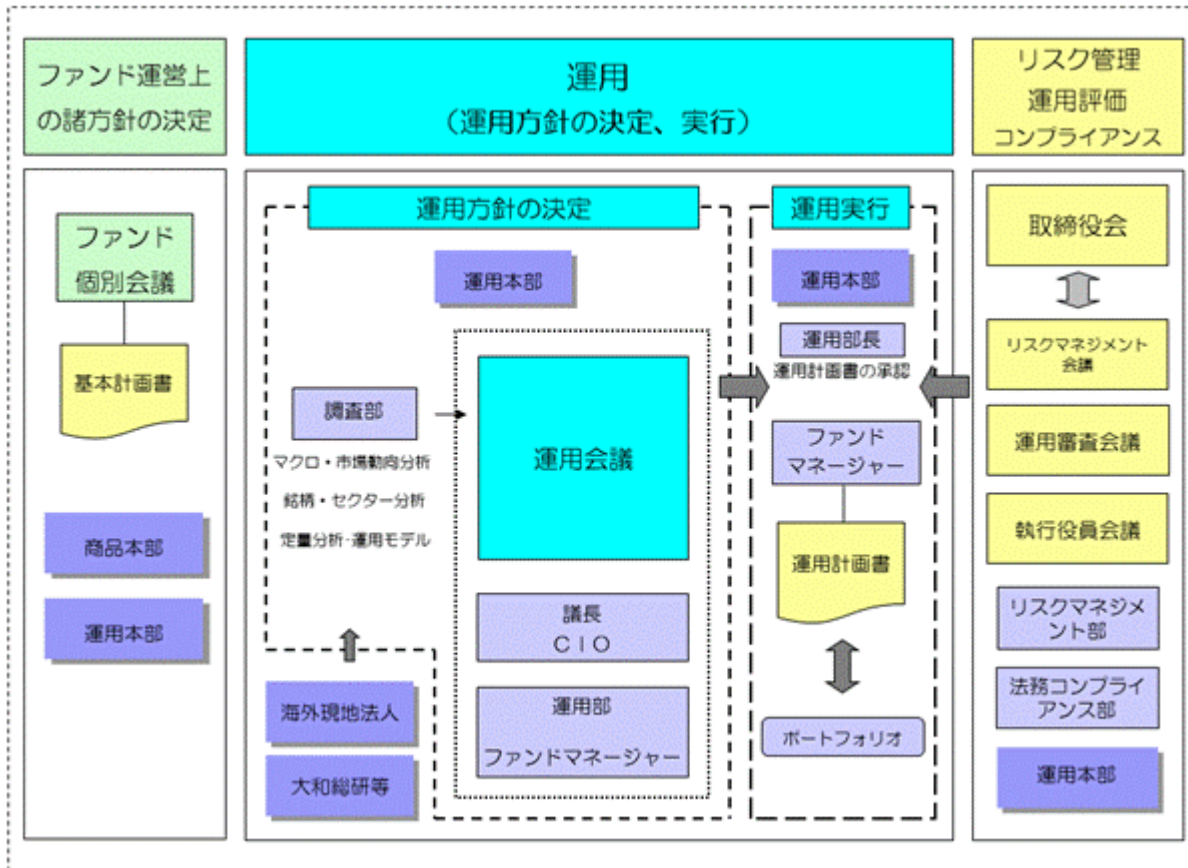 ファンド運営上
の諸方針の決定
運用
（運用方針の決定、実行）
リスク管理
運用評価
コンプライアンス
ファンド
個別会議
基本計画書
商品本部
運用本部
運用方針の決定
運用本部
調査部
マクロ・市場動向分析
銘柄・セクター分析
定量分析・運用モデル
海外現地法人
大和総研等
運用会議
議長
ＣＩＯ
運用部
ファンドマネージャー
運用実行
運用本部
運用部長
運用計画書の承認
ファンド
マネージャー
運用計画書
ポートフォリオ
取締役会
リスクマネジメント
会議
運用審査会議
執行役員会議
リスクマネジメ
ント部
法務コンプライ
アンス部
運用本部